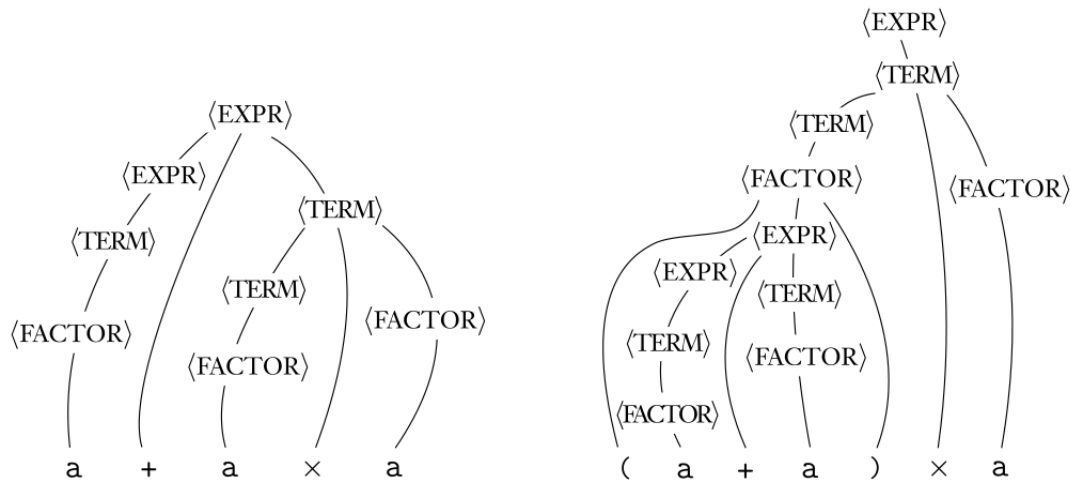 ⟨EXPR⟩
⟨EXPR⟩
⟨TERM⟩
⟨TERM⟩
⟨TERM⟩
⟨FACTOR⟩
⟨FACTOR⟩
⟨FACTOR⟩
a + a × a
⟨EXPR⟩
⟨TERM⟩
⟨TERM⟩
⟨FACTOR⟩ ⟨FACTOR⟩
⟨EXPR⟩
⟨EXPR⟩
⟨TERM⟩
⟨TERM⟩
⟨FACTOR⟩
⟨FACTOR⟩
( a + a ) × a